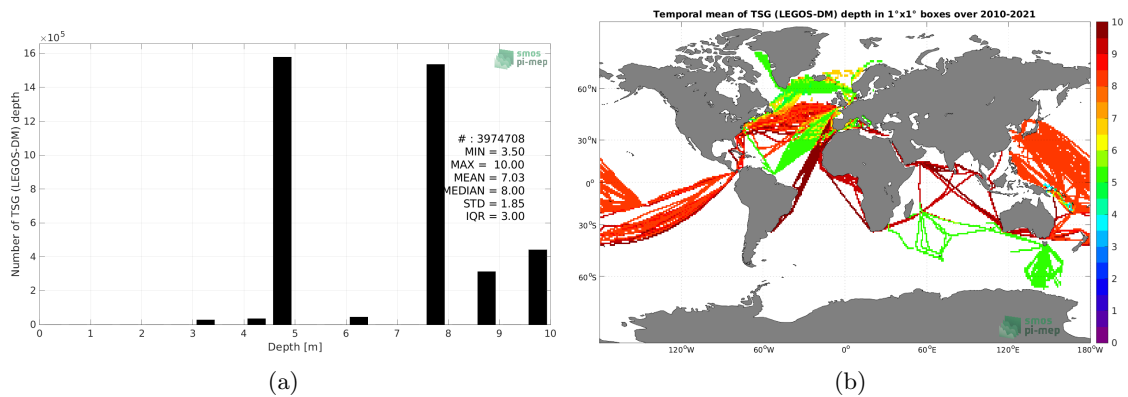 ×10⁵
16
14
12
10
8
6
4
2
0
Number of TSG (LEGOS-DM) depth
smos
pi-mep
# : 3974708
MIN = 3.50
MAX = 10.00
MEAN = 7.03
MEDIAN = 8.00
STD = 1.85
IQR = 3.00
0 1 2 3 4 5 6 7 8 9 10
Depth [m]
(a)
Temporal mean of TSG (LEGOS-DM) depth in 1°x1° boxes over 2010-2021
60°N
30°N
0°
30°S
60°S
120°W 60°W 0° 60°E 120°E 180°W
smos
pi-mep
10
9
8
7
6
5
4
3
2
1
0
(b)